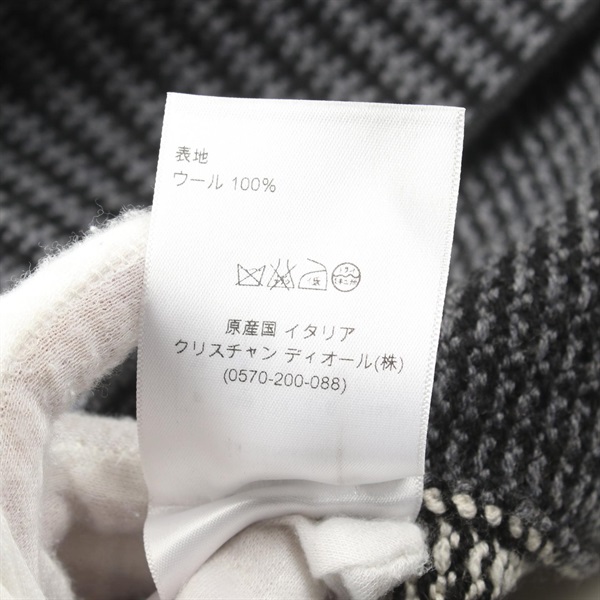 表地
ウール 100%
原産国 イタリア
クリスチャン ディオール(株)
(0570-200-088)